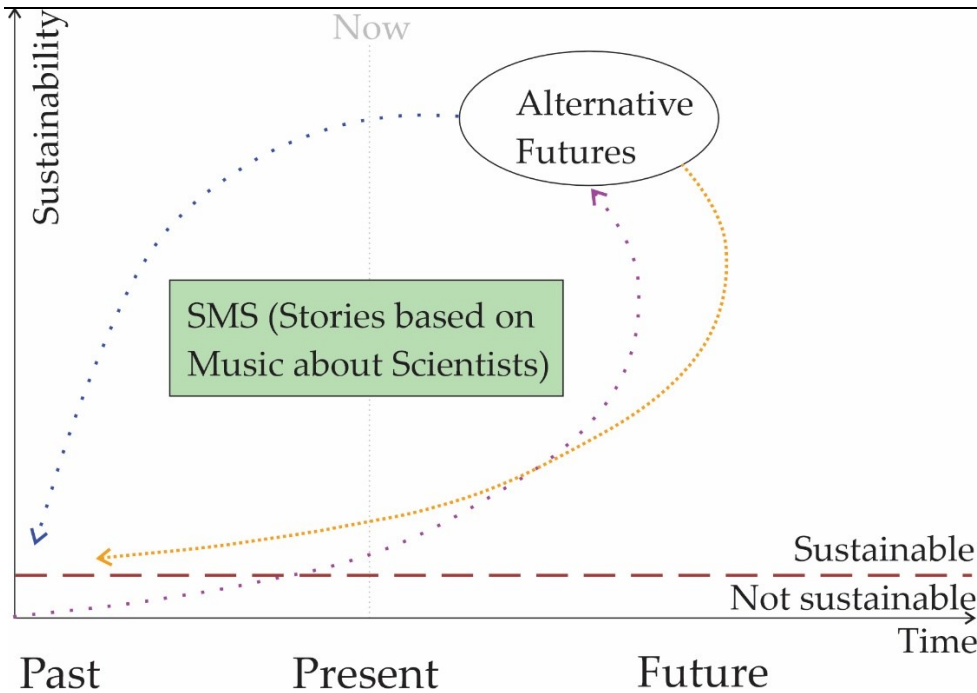 Now
Sustainability
Alternative
Futures
SMS (Stories based on
Music about Scientists)
Sustainable
Not sustainable
Time
Past
Present
Future